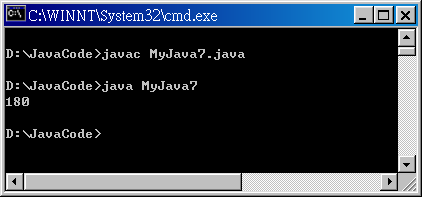 C:\WINNT\System32\cmd.exe
D:\JavaCode>javac MyJava7.java
D:\JavaCode>java MyJava7
180
D:\JavaCode>